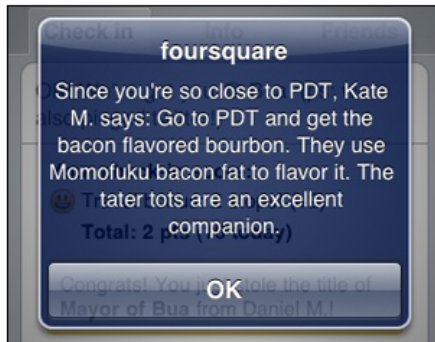 Check in Info Friends
foursquare
Since you're so close to PDT, Kate
M. says: Go to PDT and get the
bacon flavored bourbon. They use
Momofuku bacon fat to flavor it. The
tater tots are an excellent
companion.
Total: 2 pts
today)
OK
Congrats! You just stole the title of
Mayor of Bua from Daniel M.!